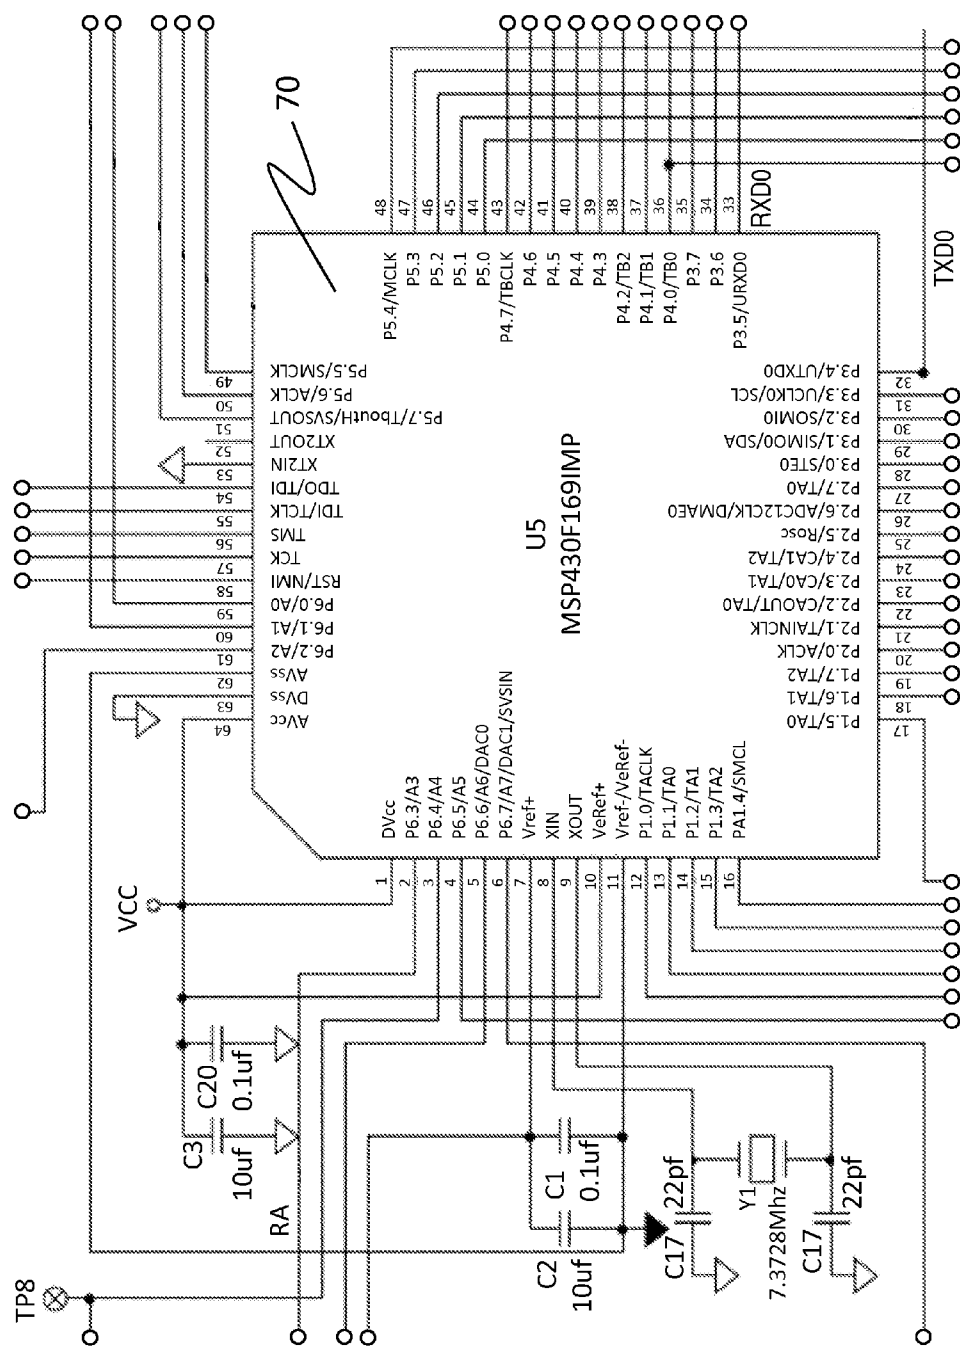 70
48
47
46
45
44
43
42
41
40
39
38
37
36
35
34
33
RXD0
TXD0
P5.4/MCLK
P5.3
P5.2
P5.1
P5.0
P4.7/TBCLK
P4.6
P4.5
P4.4
P4.3
P4.2/TB2
P4.1/TB1
P4.0/TB0
P3.7
P3.6
P3.5/URXD0
49
50
51
52
53
54
55
56
57
58
59
60
61
62
63
64
P5.5/SMCLK
P5.6/ACLK
P5.7/TboutH/SVSOUT
XT2OUT
XT2IN
TDO/TDI
TDI/TCLK
TMS
TCK
RST/NMI
P6.0/A0
P6.1/A1
P6.2/A2
AVss
DVss
AVcc
U5
MSP430F169IMP
P3.4/UTXD0
P3.3/UCLK0/SCL
P3.2/SOMI0
P3.1/SIMO0/SDA
P3.0/STE0
P2.7/TA0
P2.6/ADC12CLK/DMAE0
P2.5/Rosc
P2.4/CA1/TA2
P2.3/CA0/TA1
P2.2/CAOUT/TA0
P2.1/TAINCLK
P2.0/ACLK
P1.7/TA2
P1.6/TA1
P1.5/TA0
32
31
30
29
28
27
26
25
24
23
22
21
20
19
18
17
DVcc
P6.3/A3
P6.4/A4
P6.5/A5
P6.6/A6/DAC0
P6.7/A7/DAC1/SVSIN
Vref+
XIN
XOUT
VeRef+
Vref-/VeRef-
P1.0/TACLK
P1.1/TA0
P1.2/TA1
P1.3/TA2
PA1.4/SMCL
1
2
3
4
5
6
7
8
9
10
11
12
13
14
15
16
VCC
C20
0.1uf
C3
10uf
RA
TP8
C1
0.1uf
C2
10uf
22pf
C17
Y1
7.3728Mhz
22pf
C17